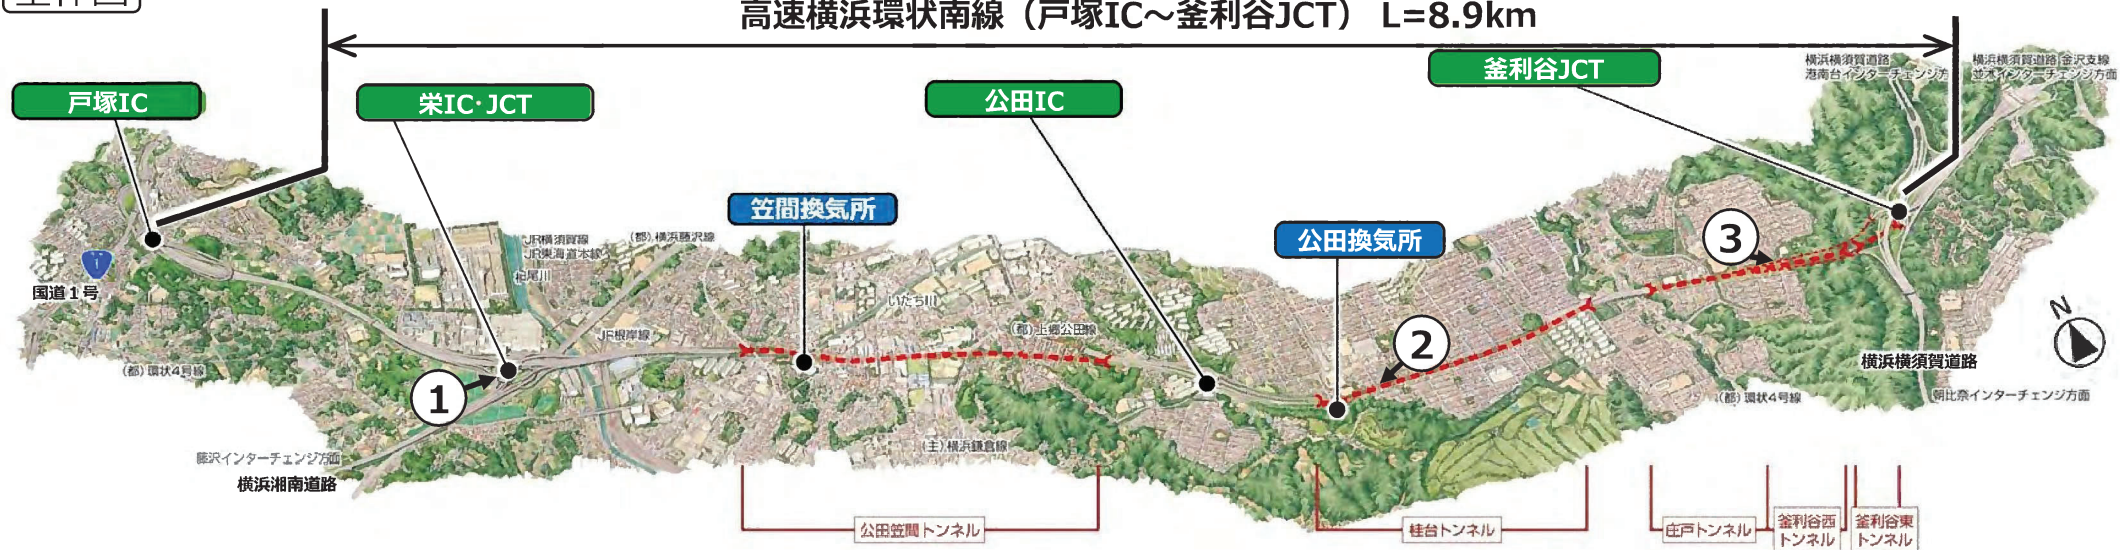 高速横浜環状南線（戸塚IC～釜利谷JCT） L=8.9km
戸塚IC
栄IC･JCT
公田IC
釜利谷JCT
横浜横須賀道路
港南台インターチェンジ方
横浜横須賀道路 金沢支線
並木インターチェンジ方面
笠間換気所
公田換気所
JR横須賀線
JR東海道本線
柏尾川
(都)横浜藤沢線
1
国道1号
いたち川
JR根岸線
(都)上郷公田線
(都)環状4号線
1
2
3
N
横浜横須賀道路
朝比奈インターチェンジ方面
(都)環状4号線
(主)横浜鎌倉線
藤沢インターチェンジ方面
横浜湘南道路
公田笠間トンネル
桂台トンネル
庄戸トンネル
釜利谷西
トンネル
釜利谷東
トンネル